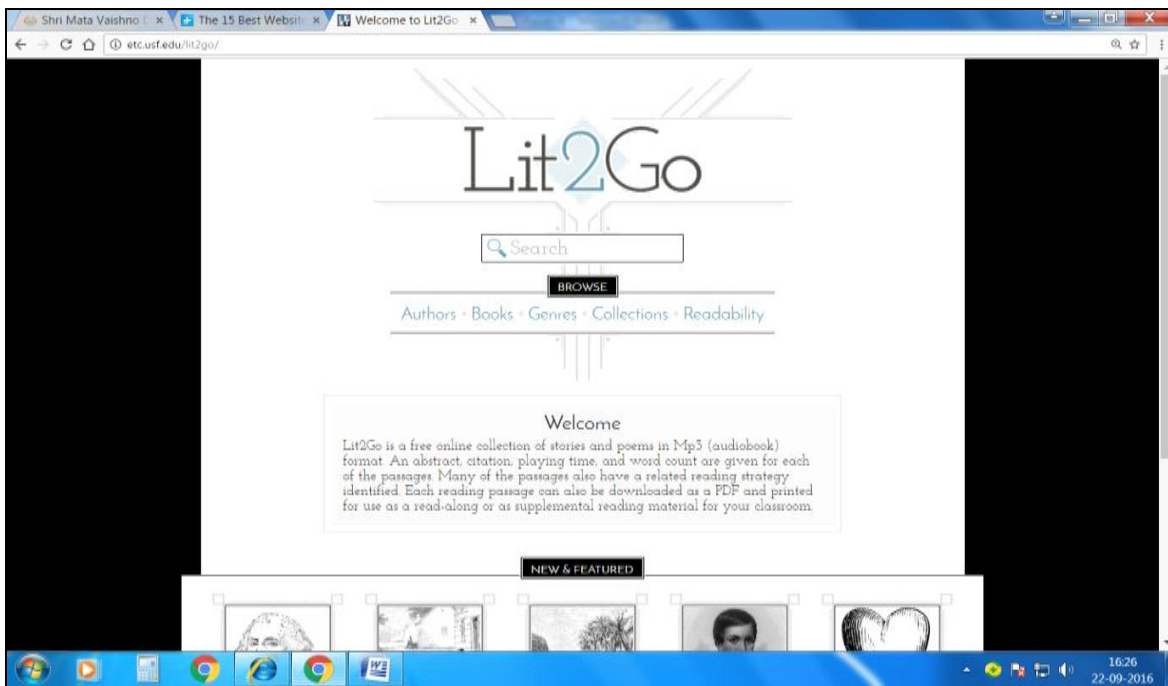 Shri Mata Vaishno
The 15 Best Websit
Welcome to Lit2Go
etc.usf.edu/lit2go/
Lit2Go
Search
BROWSE
Authors • Books • Genres • Collections • Readability
Welcome
Lit2Go is a free online collection of stories and poems in Mp3 (audiobook)
format. An abstract, citation, playing time, and word count are given for each
of the passages. Many of the passages also have a related reading strategy
identified. Each reading passage can also be downloaded as a PDF and printed
for use as a read-along or as supplemental reading material for your classroom.
NEW & FEATURED
16:26
22-09-2016